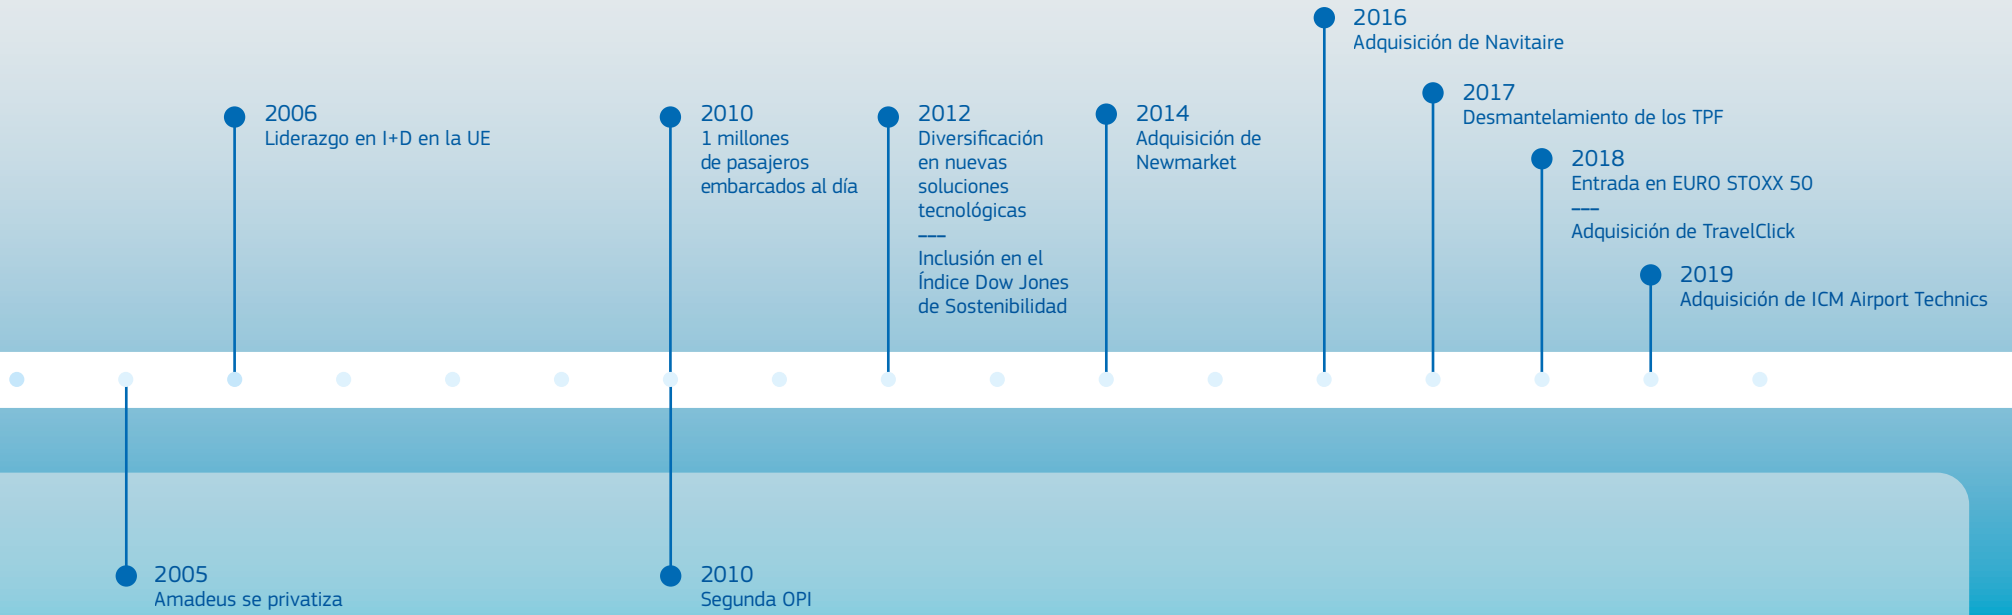 2006
Liderazgo en I+D en la UE
2010
1 millones
de pasajeros
embarcados al día
2012
Diversificación
en nuevas
soluciones
tecnológicas
---
Inclusión en el
Índice Dow Jones
de Sostenibilidad
2014
Adquisición de
Newmarket
2016
Adquisición de Navitaire
2017
Desmantelamiento de los TPF
2018
Entrada en EURO STOXX 50
---
Adquisición de TravelClick
2019
Adquisición de ICM Airport Technics
2005
Amadeus se privatiza
2010
Segunda OPI